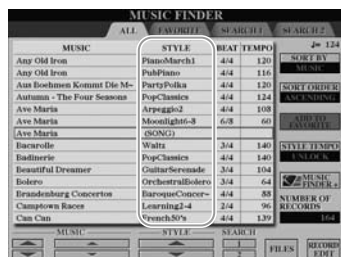 MUSIC FINDER
ALL FAVORITE SEARCH 1 SEARCH 2
MUSIC STYLE BEAT TEMPO
♩= 124
Any Old Iron PianoMarch1 4/4 120
Any Old Iron PubPiano 4/4 116
Aus Boehmen Kommt Die M~ PartyPolka 4/4 120
Autumn - The Four Seasons PopClassics 4/4 124
Ave Maria Arpeggio2 4/4 108
Ave Maria Moonlight6-8 6/8 60
Ave Maria (SONG)
Bacarolle Waltz 3/4 140
Badinerie PopClassics 4/4 140
Beautiful Dreamer GuitarSerenade 3/4 104
Bolero OrchestralBolero 3/4 64
Brandenburg Concertos BaroqueConcer~ 4/4 88
Camptown Races Learning2-4 2/4 96
Can Can French50's 4/4 139
SORT BY
MUSIC
SORT ORDER
ASCENDING
ADD TO
FAVORITE
STYLE TEMPO
UNLOCK
MUSIC
FINDER +
NUMBER OF
RECORDS
164
MUSIC STYLE SEARCH
1
2
FILES
RECORD
EDIT